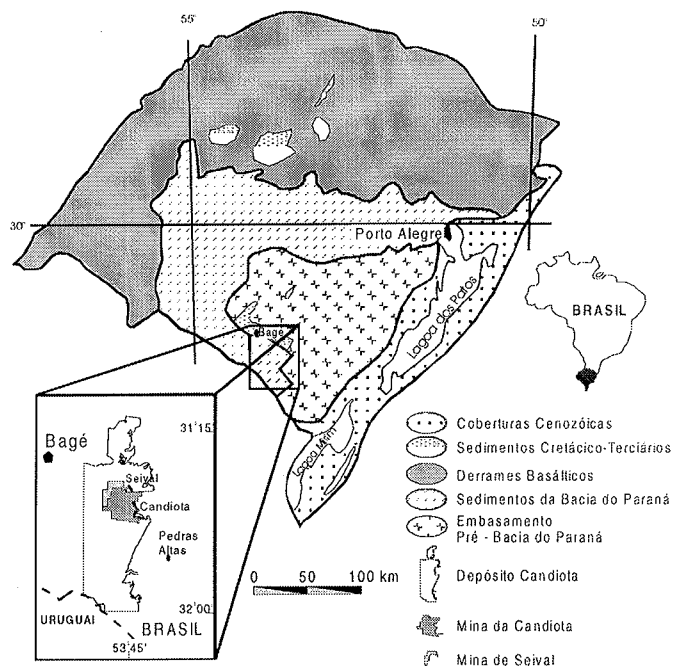 55'
50'
30'
Porto Alegre
Lagoa dos Patos
BRASIL
Bagé
Lagoa Mirim
Coberturas Cenozóicas
Sedimentos Cretácico-Terciários
Derrames Basálticos
Sedimentos da Bacia do Paraná
Embasamento
Pré - Bacia do Paraná
Depósito Candiota
Mina da Candiota
Mina de Seival
0 50 100 km
31°15'
Bagé
Seival
Candiota
Pedras
Altas
32°00'
URUGUAI
BRASIL
53°45'